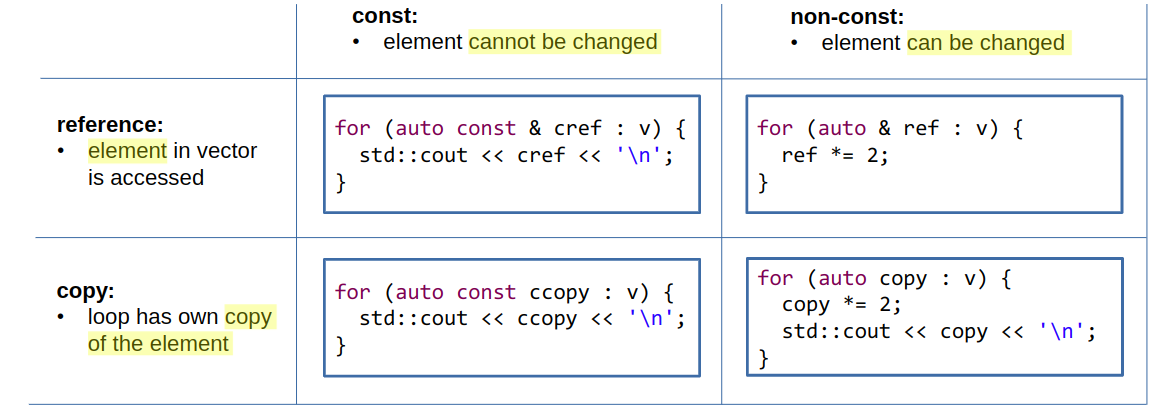 const:
• element cannot be changed
non-const:
• element can be changed
reference:
• element in vector
is accessed
for (auto const & cref : v) {
  std::cout << cref << '\n';
}
for (auto & ref : v) {
  ref *= 2;
}
copy:
• loop has own copy
of the element
for (auto const ccopy : v) {
  std::cout << ccopy << '\n';
}
for (auto copy : v) {
  copy *= 2;
  std::cout << copy << '\n';
}